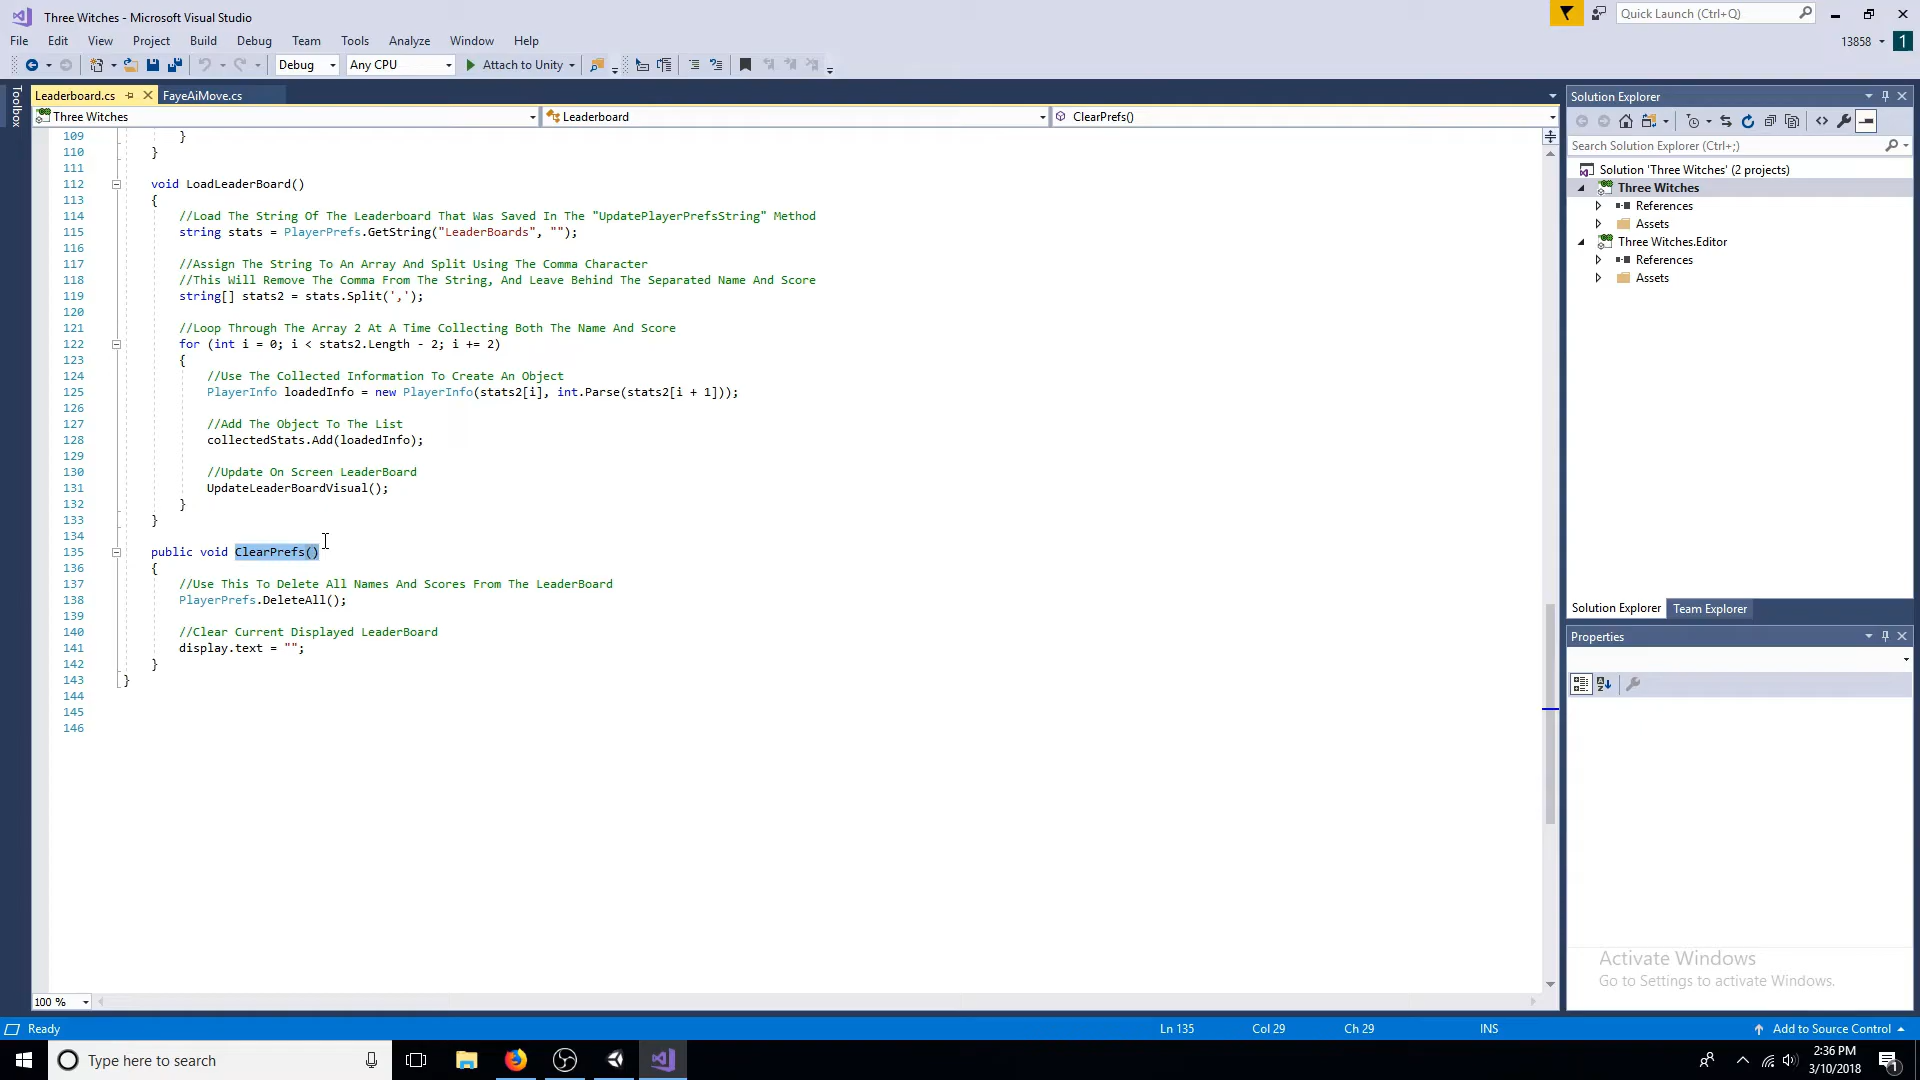 Three Witches - Microsoft Visual Studio
Quick Launch (Ctrl+Q)
File Edit View Project Build Debug Team Tools Analyze Window Help
13858 1
Debug Any CPU Attach to Unity
Toolbox
Leaderboard.cs FayeAiMove.cs
Three Witches Leaderboard ClearPrefs()
109 }
110 }
111
112 void LoadLeaderBoard()
113 {
114 //Load The String Of The Leaderboard That Was Saved In The "UpdatePlayerPrefsString" Method
115 string stats = PlayerPrefs.GetString("LeaderBoards", "");
116
117 //Assign The String To An Array And Split Using The Comma Character
118 //This Will Remove The Comma From The String, And Leave Behind The Separated Name And Score
119 string[] stats2 = stats.Split(',');
120
121 //Loop Through The Array 2 At A Time Collecting Both The Name And Score
122 for (int i = 0; i < stats2.Length - 2; i += 2)
123 {
124 //Use The Collected Information To Create An Object
125 PlayerInfo loadedInfo = new PlayerInfo(stats2[i], int.Parse(stats2[i + 1]));
126
127 //Add The Object To The List
128 collectedStats.Add(loadedInfo);
129
130 //Update On Screen LeaderBoard
131 UpdateLeaderBoardVisual();
132 }
133 }
134
135 public void ClearPrefs()
136 {
137 //Use This To Delete All Names And Scores From The LeaderBoard
138 PlayerPrefs.DeleteAll();
139
140 //Clear Current Displayed LeaderBoard
141 display.text = "";
142 }
143 }
144
145
146
100 %
Solution Explorer
Search Solution Explorer (Ctrl+;)
Solution 'Three Witches' (2 projects)
Three Witches
References
Assets
Three Witches.Editor
References
Assets
Solution Explorer Team Explorer
Properties
Activate Windows
Go to Settings to activate Windows.
Ready Ln 135 Col 29 Ch 29 INS Add to Source Control
Type here to search
2:36 PM
3/10/2018
1